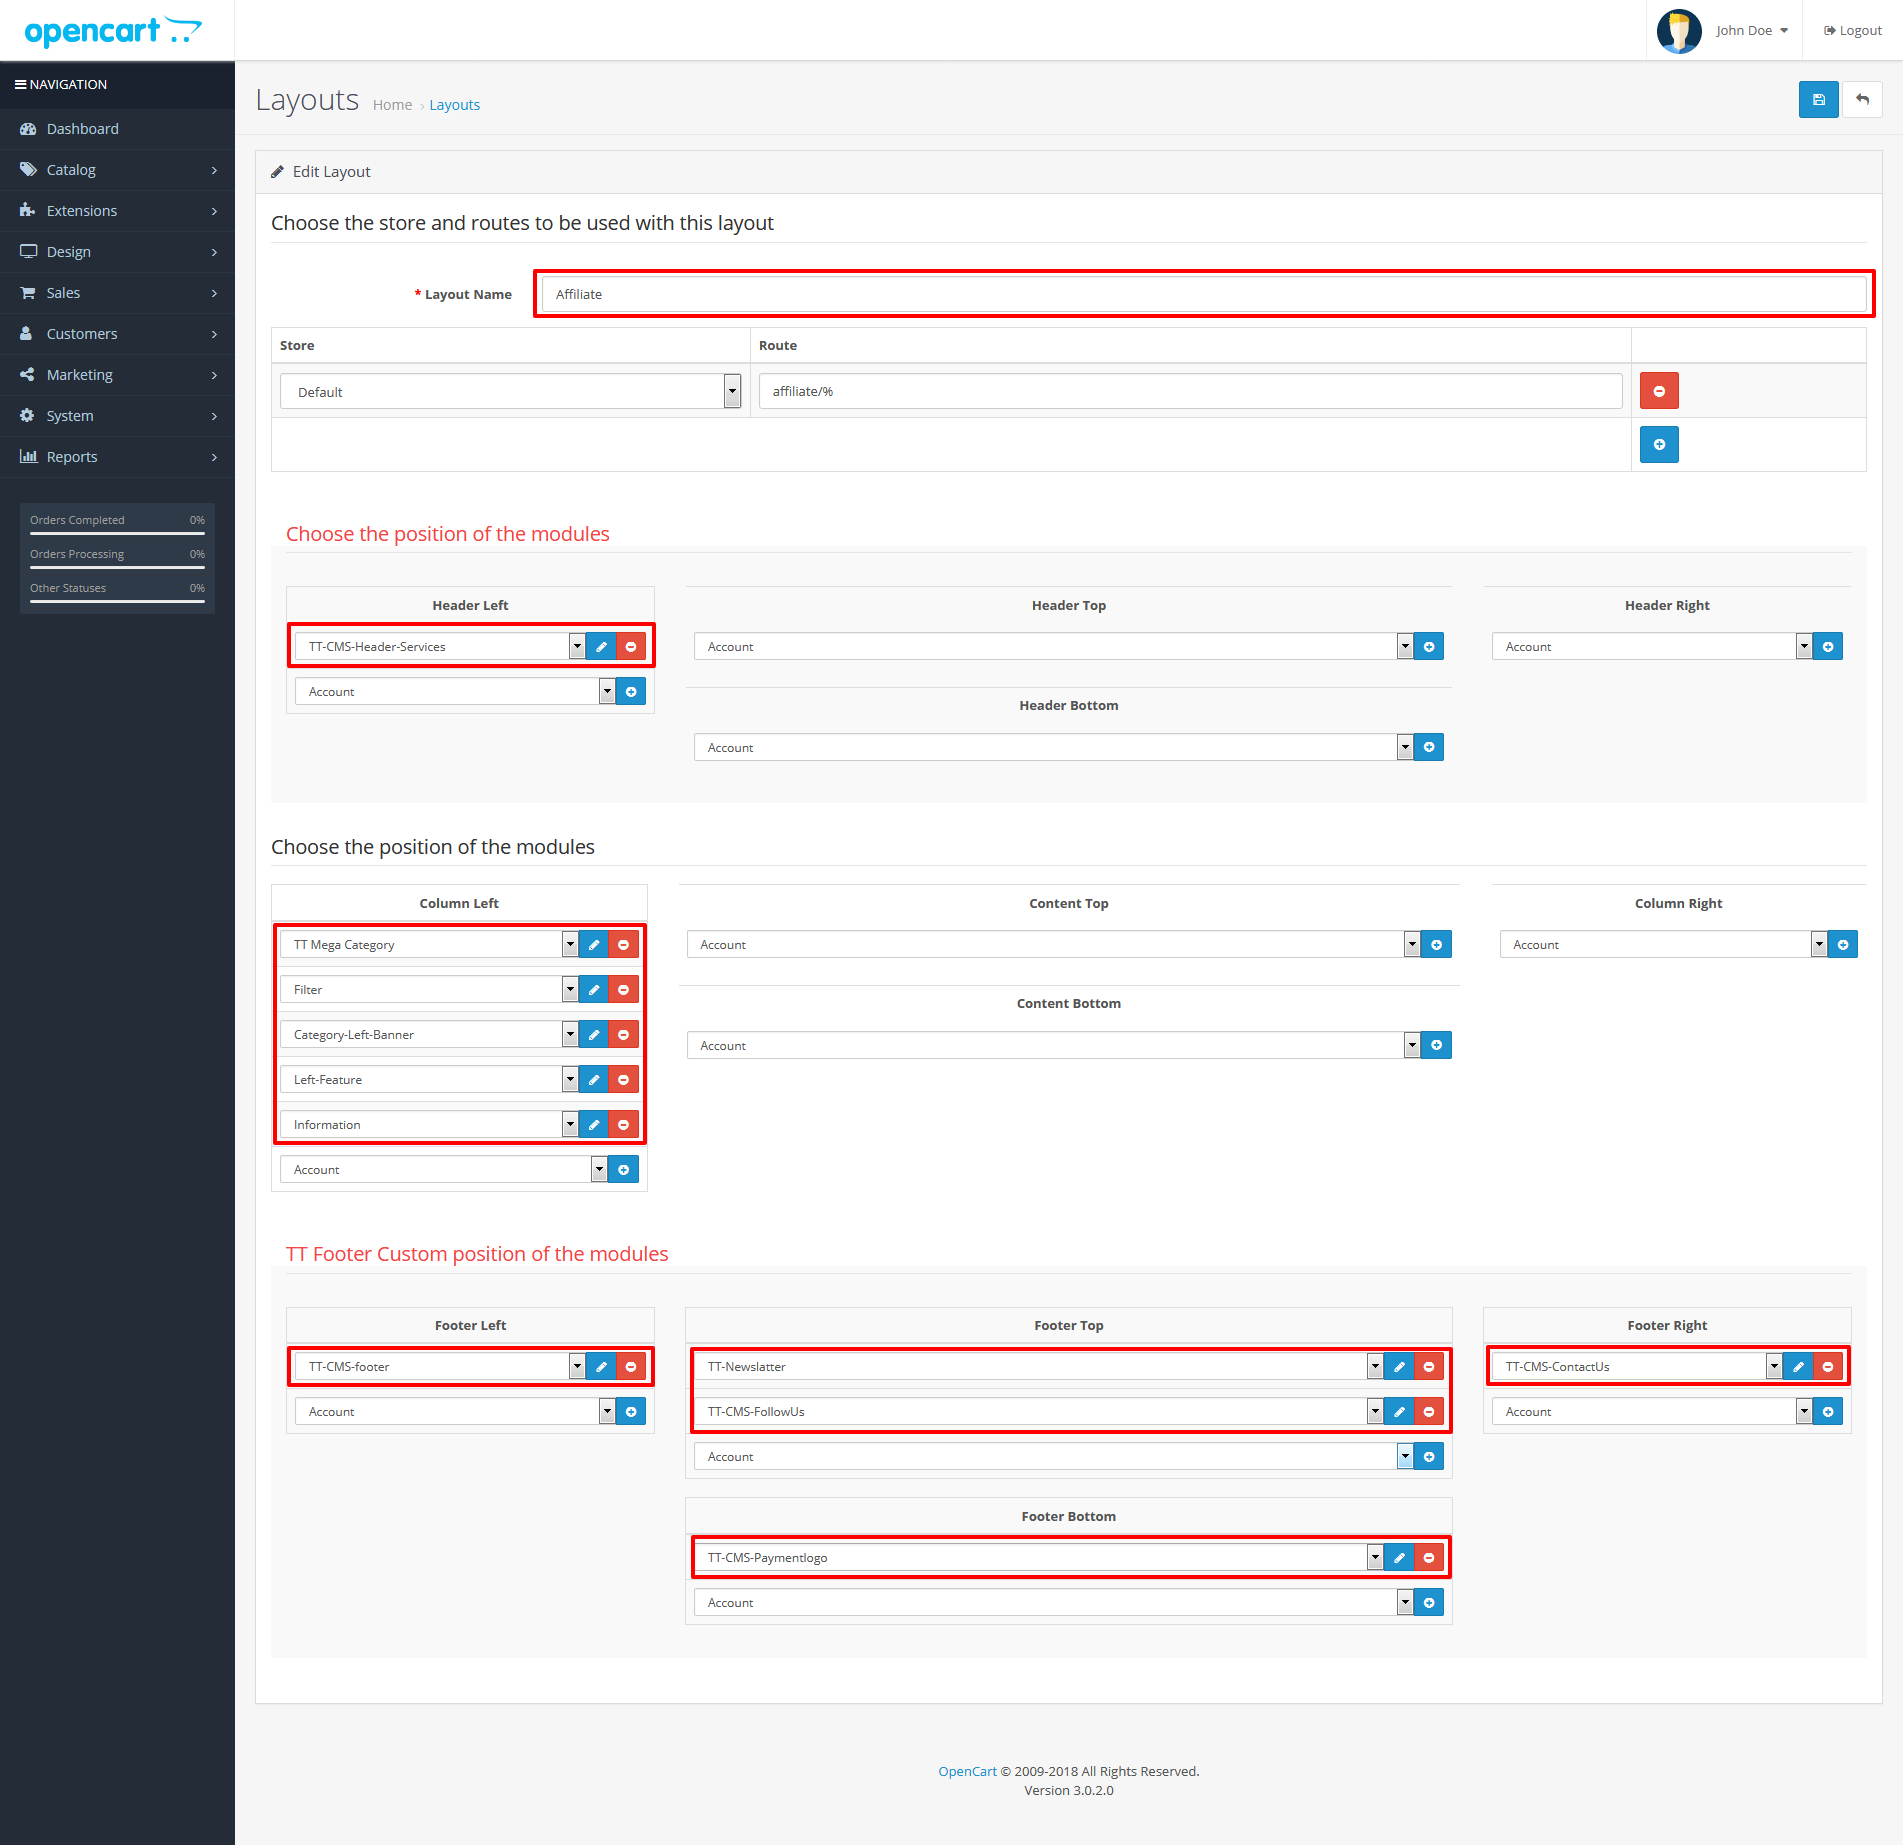 opencart
John Doe
Logout
NAVIGATION
Dashboard
Catalog
Extensions
Design
Sales
Customers
Marketing
System
Reports
Orders Completed 0%
Orders Processing 0%
Other Statuses 0%
Layouts Home › Layouts
Edit Layout
Choose the store and routes to be used with this layout
* Layout Name Affiliate
Store Route
Default affiliate/%
Choose the position of the modules
Header Left Header Top Header Right
TT-CMS-Header-Services Account Account
Account
Header Bottom
Account
Choose the position of the modules
Column Left Content Top Column Right
TT Mega Category Account Account
Filter
Content Bottom
Category-Left-Banner Account
Left-Feature
Information
Account
TT Footer Custom position of the modules
Footer Left Footer Top Footer Right
TT-CMS-footer TT-Newslatter TT-CMS-ContactUs
Account TT-CMS-FollowUs Account
Account
Footer Bottom
TT-CMS-Paymentlogo
Account
OpenCart © 2009-2018 All Rights Reserved.
Version 3.0.2.0